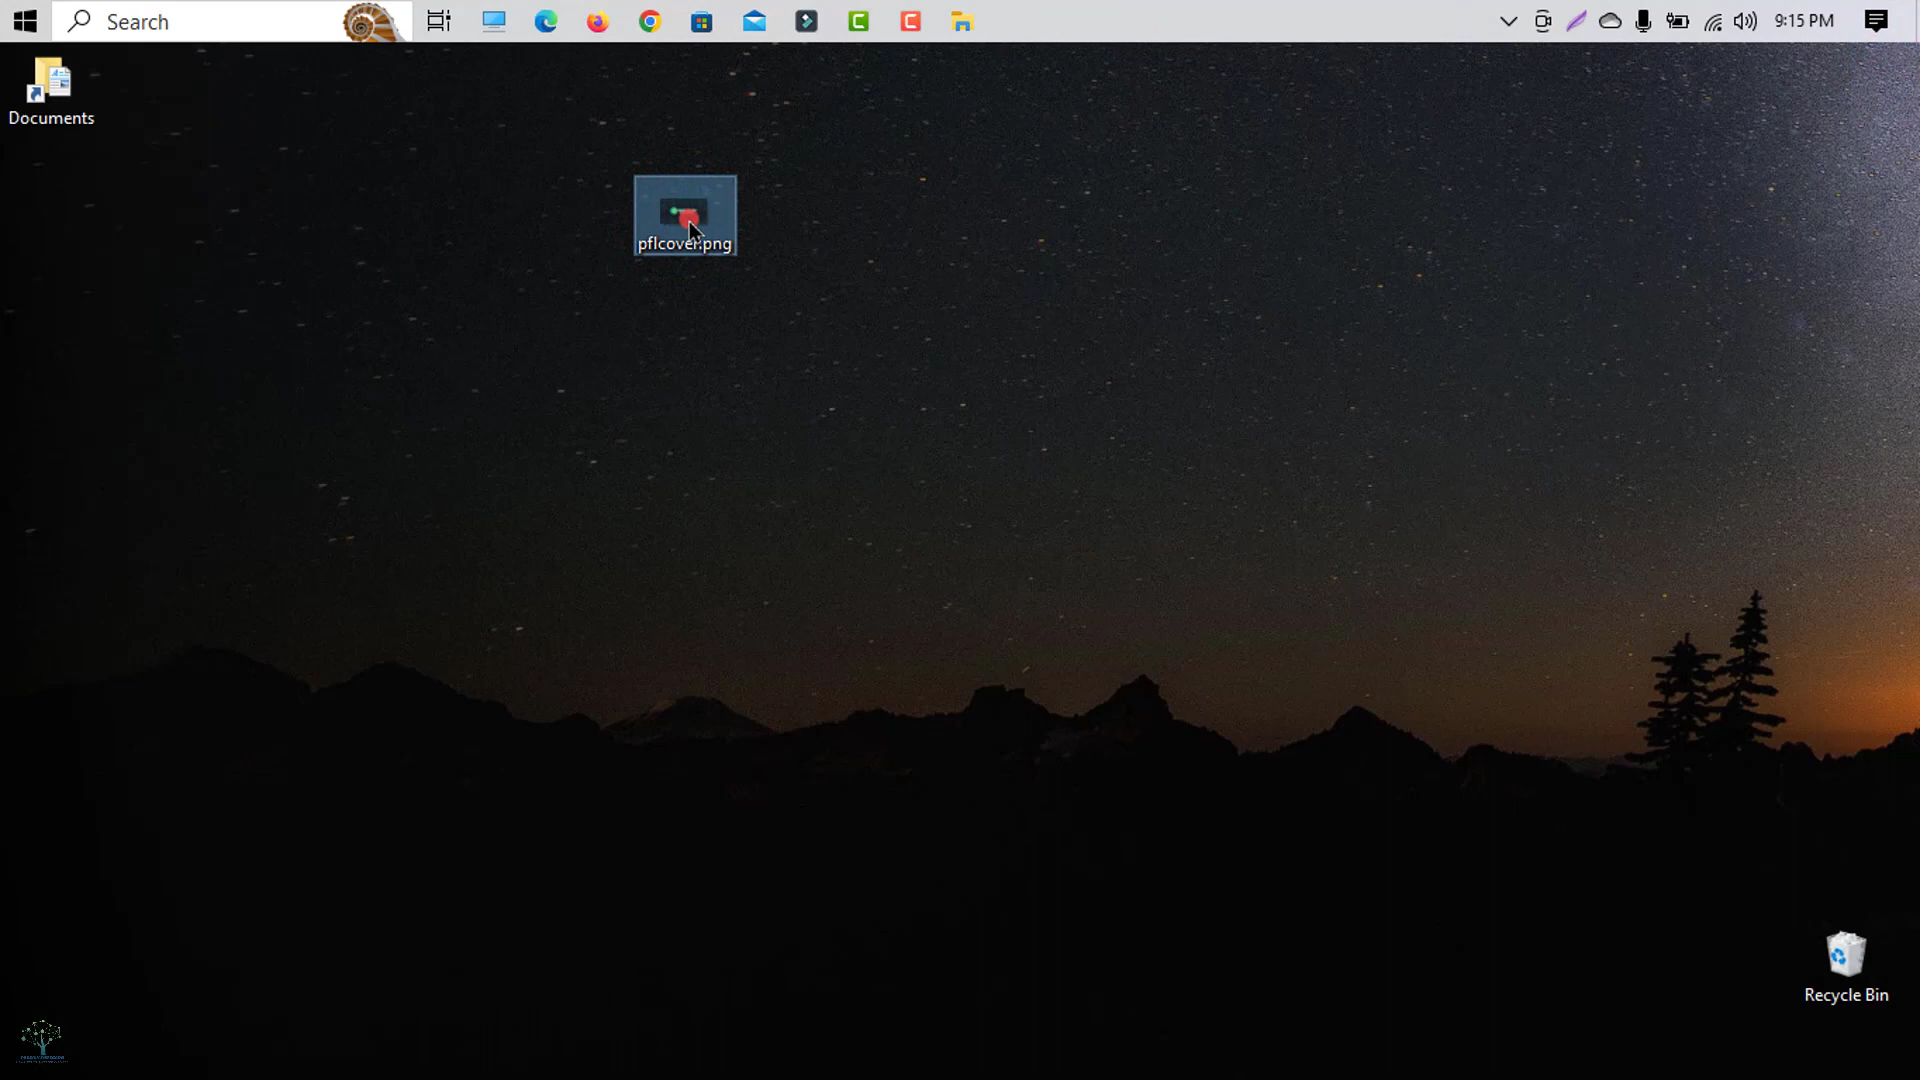 Search
9:15 PM
Documents
pflcover.png
Recycle Bin